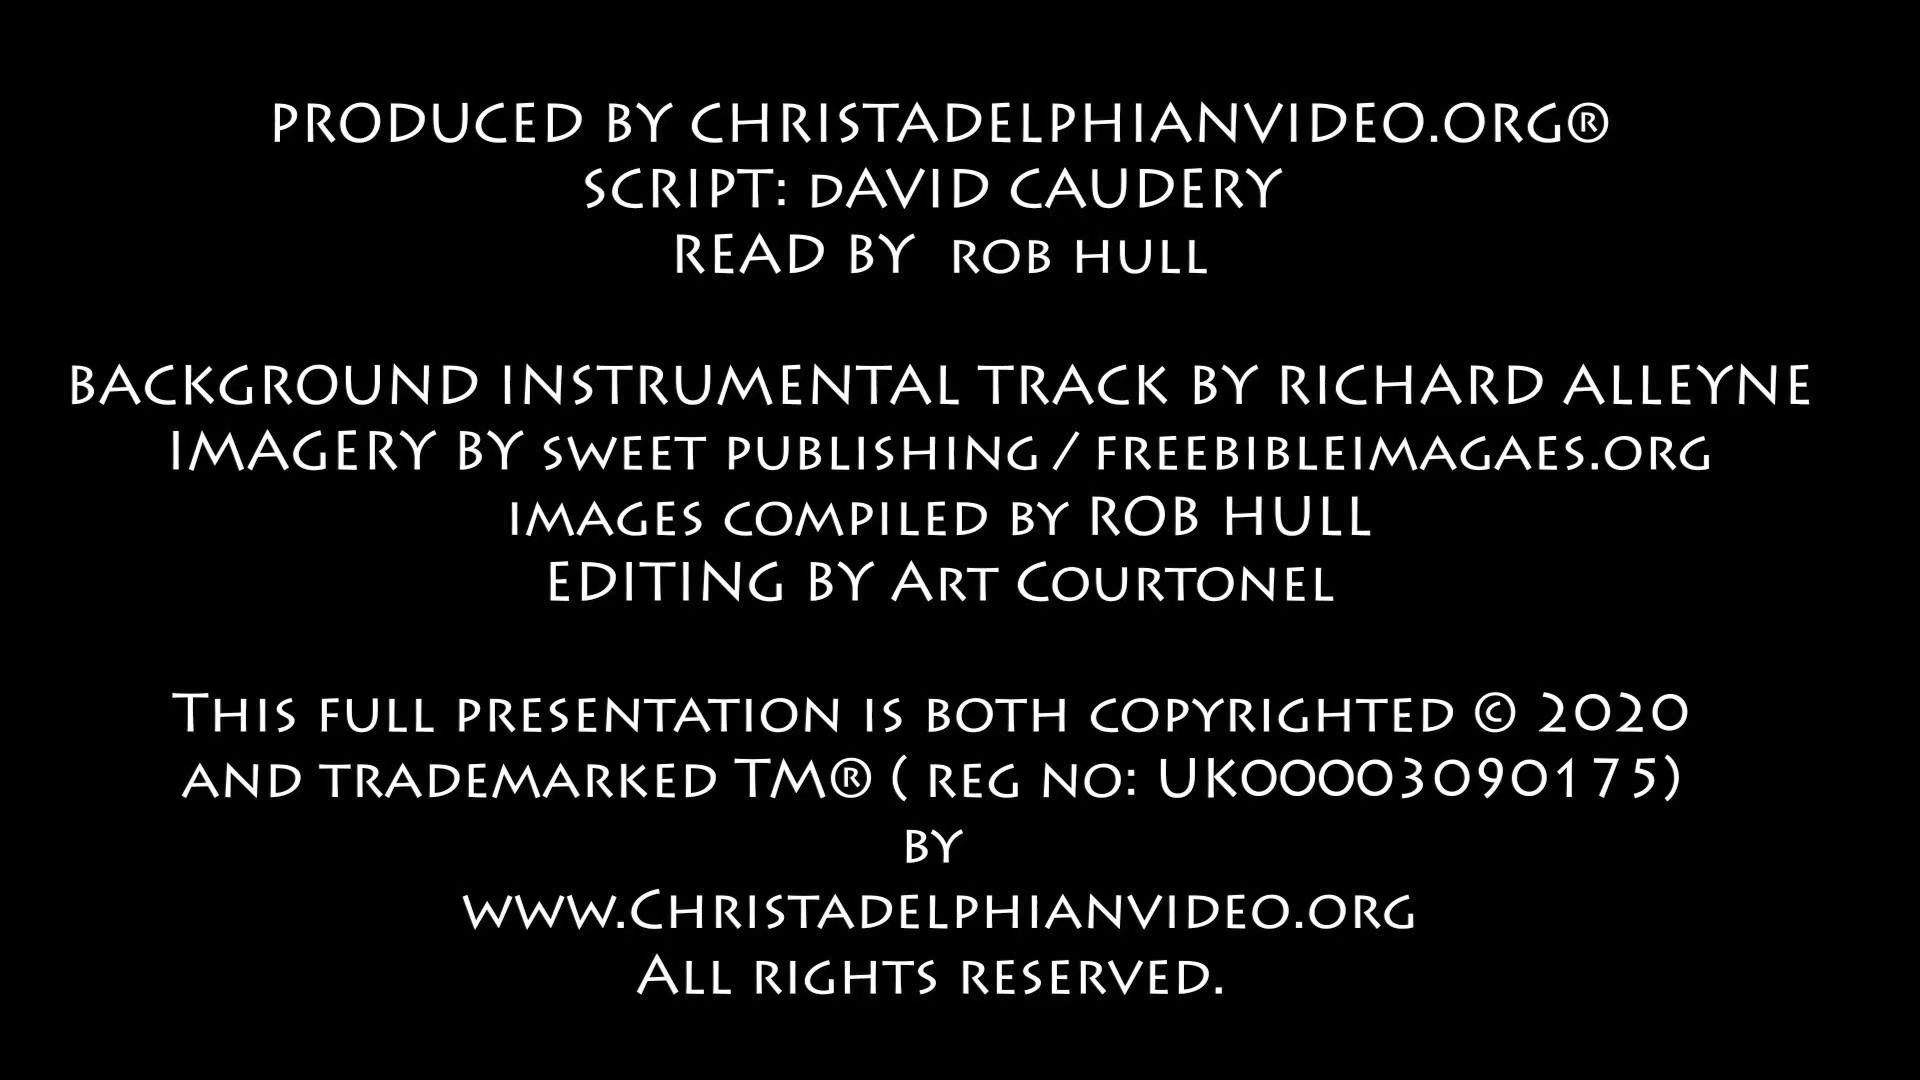 PRODUCED BY CHRISTADELPHIANVIDEO.ORG®
SCRIPT: dAVID CAUDERY
READ BY rob hull
BACKGROUND INSTRUMENTAL TRACK BY RICHARD ALLEYNE
IMAGERY BY sweet publishing / freebibleimagaes.org
images compiled by ROB HULL
EDITING BY Art Courtonel
This full presentation is both copyrighted © 2020
and trademarked TM® ( reg no: UK00003090175)
by
www.Christadelphianvideo.org
All rights reserved.